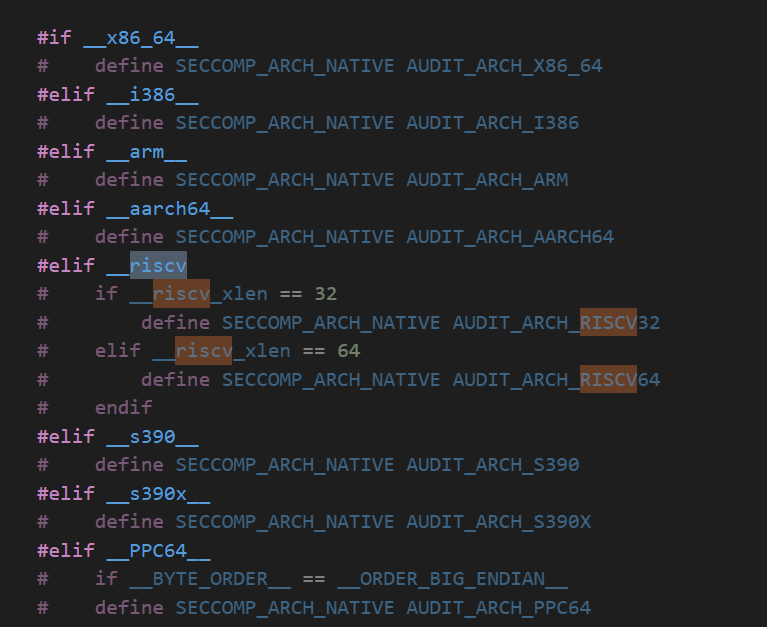 #if __x86_64__
#    define SECCOMP_ARCH_NATIVE AUDIT_ARCH_X86_64
#elif __i386__
#    define SECCOMP_ARCH_NATIVE AUDIT_ARCH_I386
#elif __arm__
#    define SECCOMP_ARCH_NATIVE AUDIT_ARCH_ARM
#elif __aarch64__
#    define SECCOMP_ARCH_NATIVE AUDIT_ARCH_AARCH64
#elif __riscv
#    if __riscv_xlen == 32
#        define SECCOMP_ARCH_NATIVE AUDIT_ARCH_RISCV32
#    elif __riscv_xlen == 64
#        define SECCOMP_ARCH_NATIVE AUDIT_ARCH_RISCV64
#    endif
#elif __s390__
#    define SECCOMP_ARCH_NATIVE AUDIT_ARCH_S390
#elif __s390x__
#    define SECCOMP_ARCH_NATIVE AUDIT_ARCH_S390X
#elif __PPC64__
#    if __BYTE_ORDER__ == __ORDER_BIG_ENDIAN__
#    define SECCOMP_ARCH_NATIVE AUDIT_ARCH_PPC64